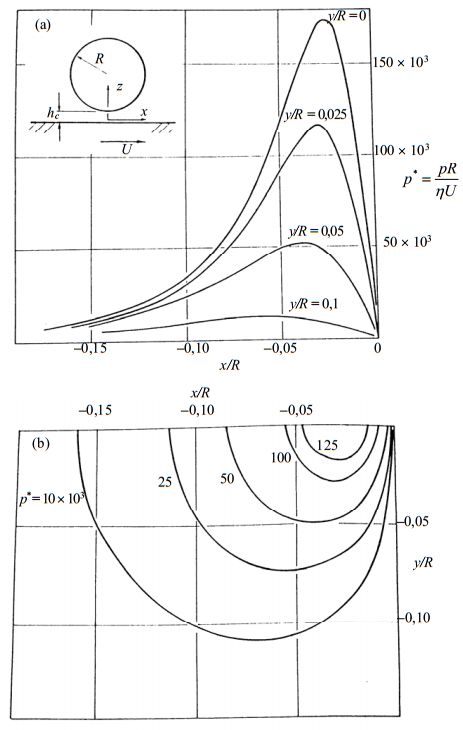 (a)
y/R = 0
R
z
h_c
x
U
150 × 10³
y/R = 0,025
100 × 10³
p* = pR/ηU
y/R = 0,05
50 × 10³
y/R = 0,1
–0,15 –0,10 –0,05 0
x/R
x/R
–0,15 –0,10 –0,05
(b)
125
100
25 50
p* = 10 × 10³
–0,05
y/R
–0,10